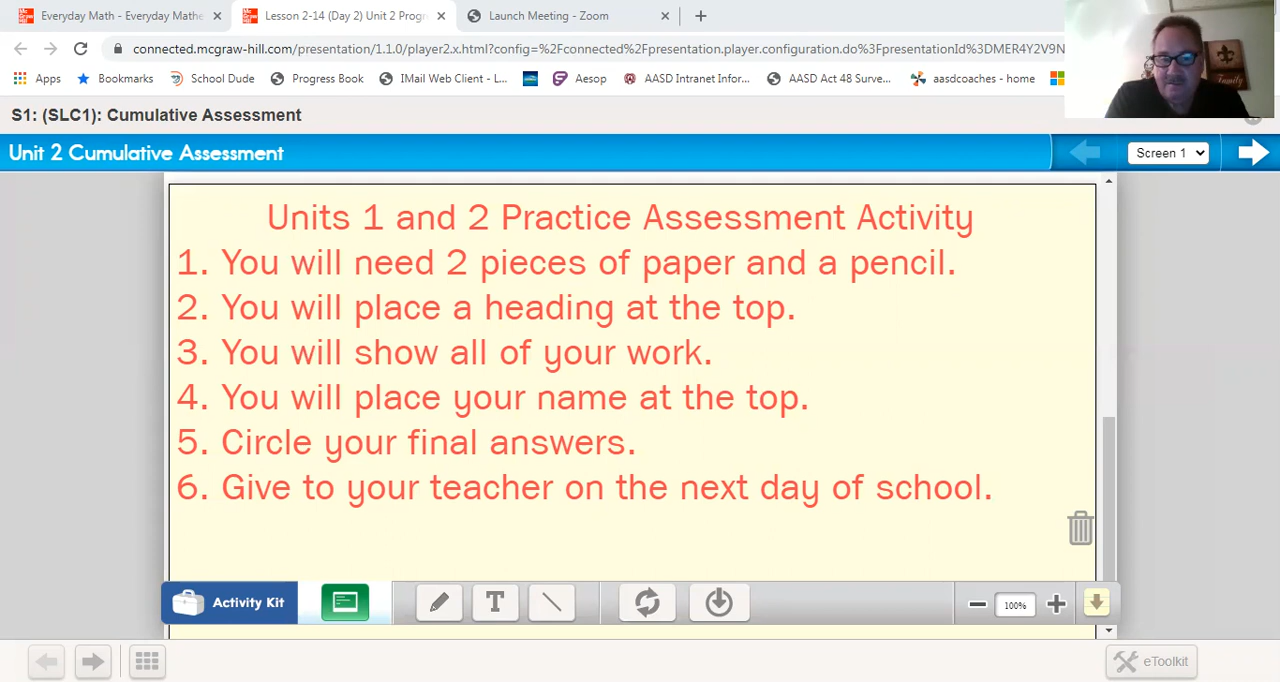 Everyday Math - Everyday Mathe
Lesson 2-14 (Day 2) Unit 2 Progr
Launch Meeting - Zoom
connected.mcgraw-hill.com/presentation/1.1.0/player2.x.html?config=%2Fconnected%2Fpresentation.player.configuration.do%3FpresentationId%3DMER4Y2V9N
Apps
Bookmarks
School Dude
Progress Book
IMail Web Client - L...
Aesop
AASD Intranet Infor...
AASD Act 48 Surve...
aasdcoaches - home
Family
S1: (SLC1): Cumulative Assessment
Unit 2 Cumulative Assessment
Screen 1
Units 1 and 2 Practice Assessment Activity
1. You will need 2 pieces of paper and a pencil.
2. You will place a heading at the top.
3. You will show all of your work.
4. You will place your name at the top.
5. Circle your final answers.
6. Give to your teacher on the next day of school.
Activity Kit
T
100%
eToolkit